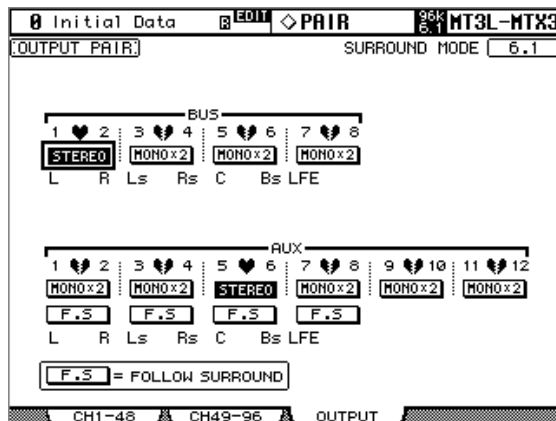 0 Initial Data B EDIT ◇PAIR 96K 6.1 MT3L-MTX3
OUTPUT PAIR SURROUND MODE 6.1
BUS
1 ♥ 2 3 💔 4 5 💔 6 7 💔 8
STEREO MONO×2 MONO×2 MONO×2
L R Ls Rs C Bs LFE
AUX
1 💔 2 3 💔 4 5 ♥ 6 7 💔 8 9 💔 10 11 💔 12
MONO×2 MONO×2 STEREO MONO×2 MONO×2 MONO×2
F.S F.S F.S F.S
L R Ls Rs C Bs LFE
F.S = FOLLOW SURROUND
CH1-48 CH49-96 OUTPUT